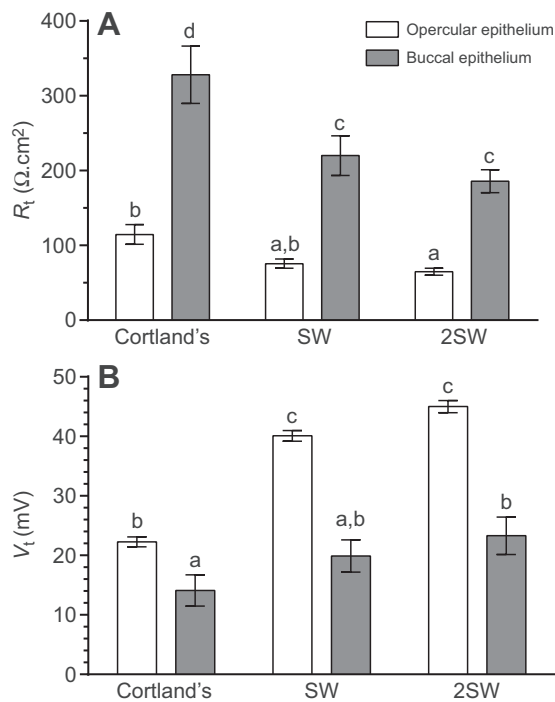 A
Opercular epithelium
Buccal epithelium
Rt (Ω.cm²)
400
300
200
100
0
b
d
a,b
c
a
c
Cortland's
SW
2SW
B
Vt (mV)
50
40
30
20
10
0
b
a
c
a,b
c
b
Cortland's
SW
2SW